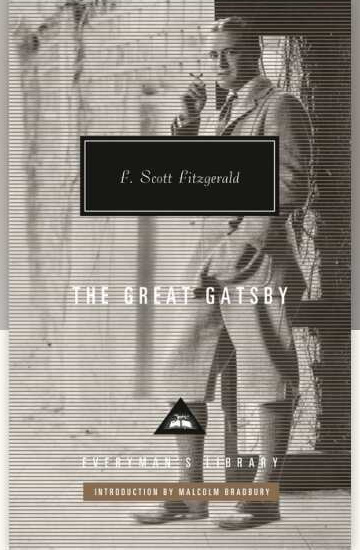 F. Scott Fitzgerald
THE GREAT GATSBY
EVERYMAN'S LIBRARY
INTRODUCTION BY MALCOLM BRADBURY